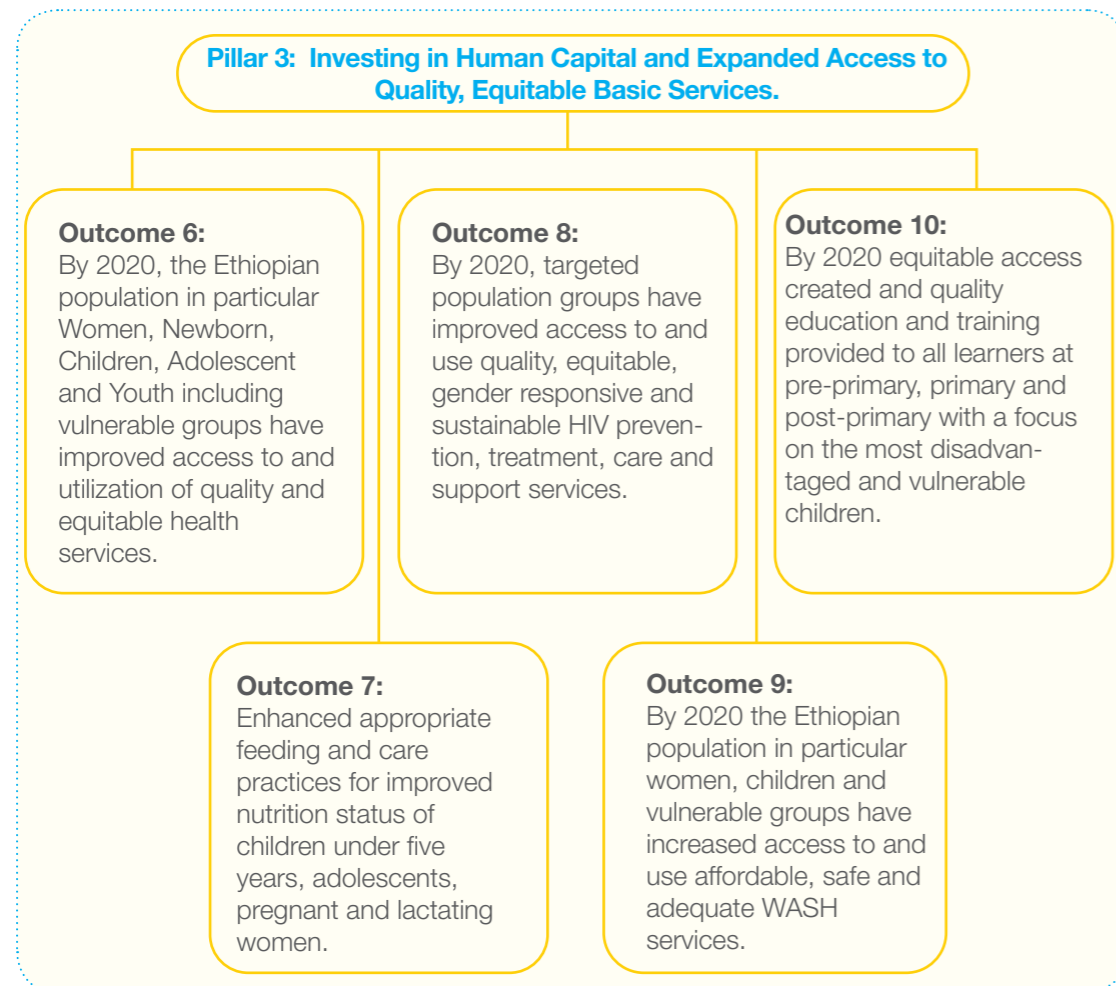 Pillar 3: Investing in Human Capital and Expanded Access to
Quality, Equitable Basic Services.
Outcome 6:
By 2020, the Ethiopian
population in particular
Women, Newborn,
Children, Adolescent
and Youth including
vulnerable groups have
improved access to and
utilization of quality and
equitable health
services.
Outcome 8:
By 2020, targeted
population groups have
improved access to and
use quality, equitable,
gender responsive and
sustainable HIV preven-
tion, treatment, care and
support services.
Outcome 10:
By 2020 equitable access
created and quality
education and training
provided to all learners at
pre-primary, primary and
post-primary with a focus
on the most disadvan-
taged and vulnerable
children.
Outcome 7:
Enhanced appropriate
feeding and care
practices for improved
nutrition status of
children under five
years, adolescents,
pregnant and lactating
women.
Outcome 9:
By 2020 the Ethiopian
population in particular
women, children and
vulnerable groups have
increased access to and
use affordable, safe and
adequate WASH
services.